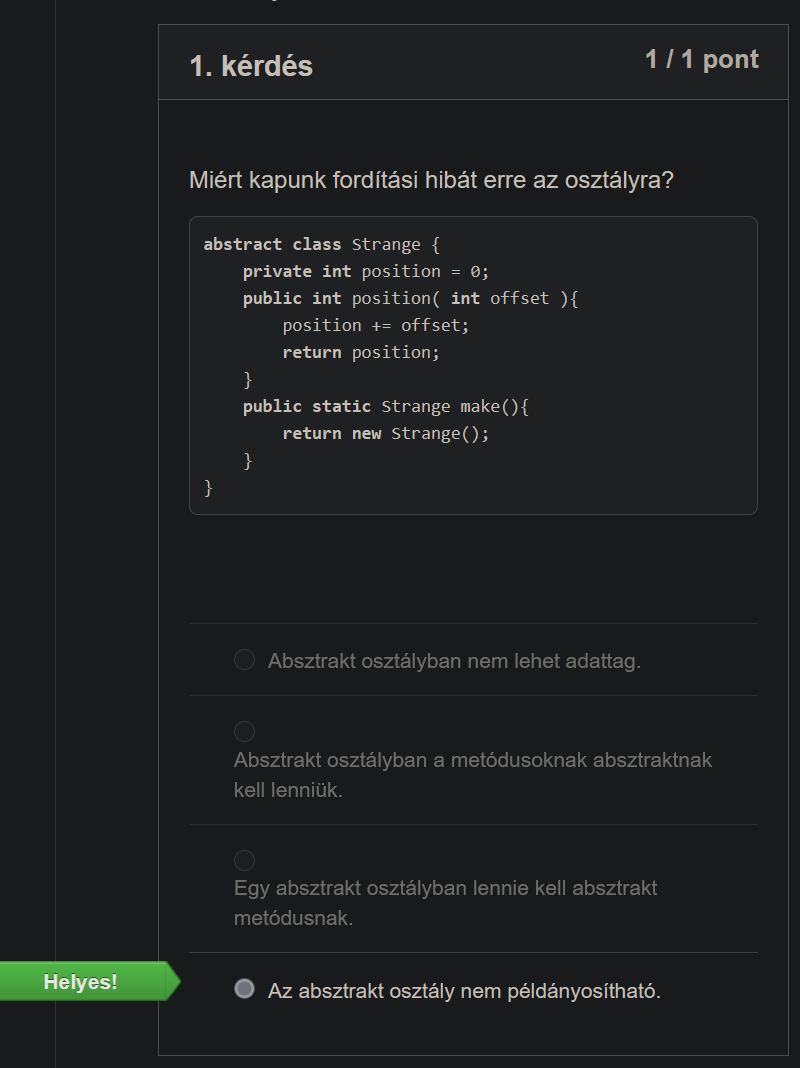 1. kérdés
1 / 1 pont
Miért kapunk fordítási hibát erre az osztályra?
abstract class Strange {
    private int position = 0;
    public int position( int offset ){
        position += offset;
        return position;
    }
    public static Strange make(){
        return new Strange();
    }
}
Absztrakt osztályban nem lehet adattag.
Absztrakt osztályban a metódusoknak absztraktnak
kell lenniük.
Egy absztrakt osztályban lennie kell absztrakt
metódusnak.
Helyes!
Az absztrakt osztály nem példányosítható.